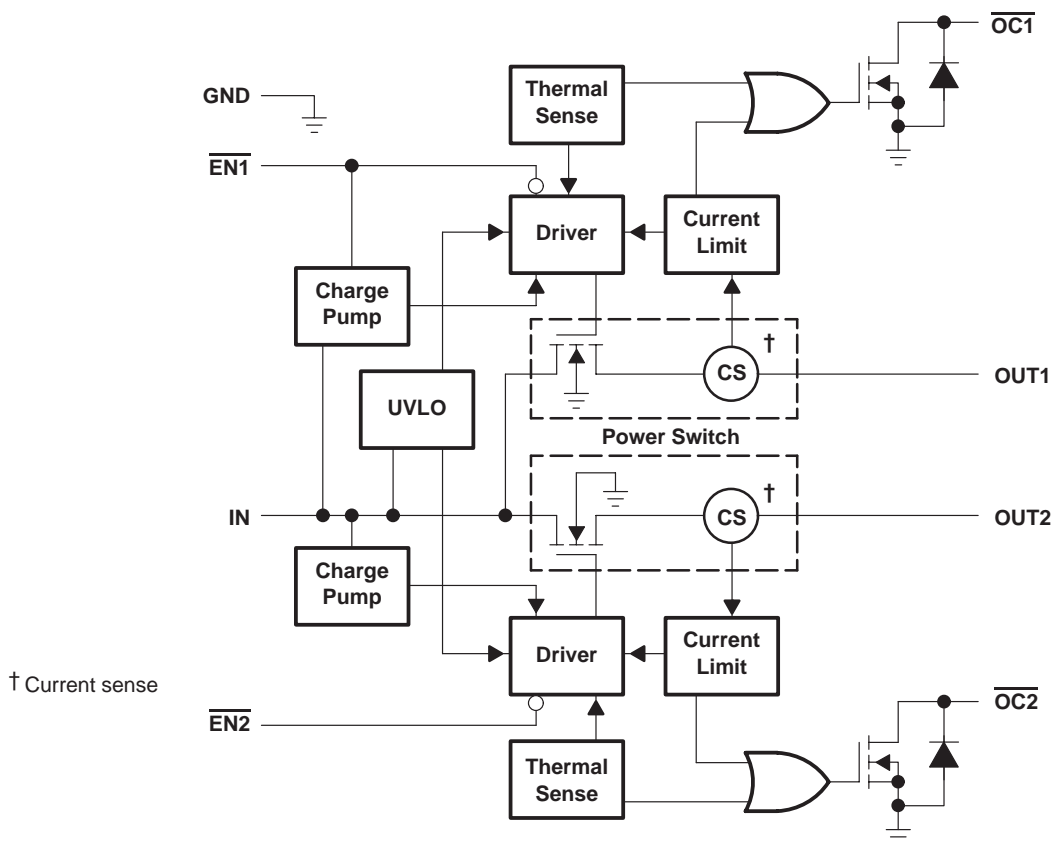 OC1
GND
Thermal
Sense
EN1
Driver
Current
Limit
Charge
Pump
†
CS
OUT1
UVLO
Power Switch
†
IN
CS
OUT2
Charge
Pump
Driver
Current
Limit
† Current sense
OC2
EN2
Thermal
Sense